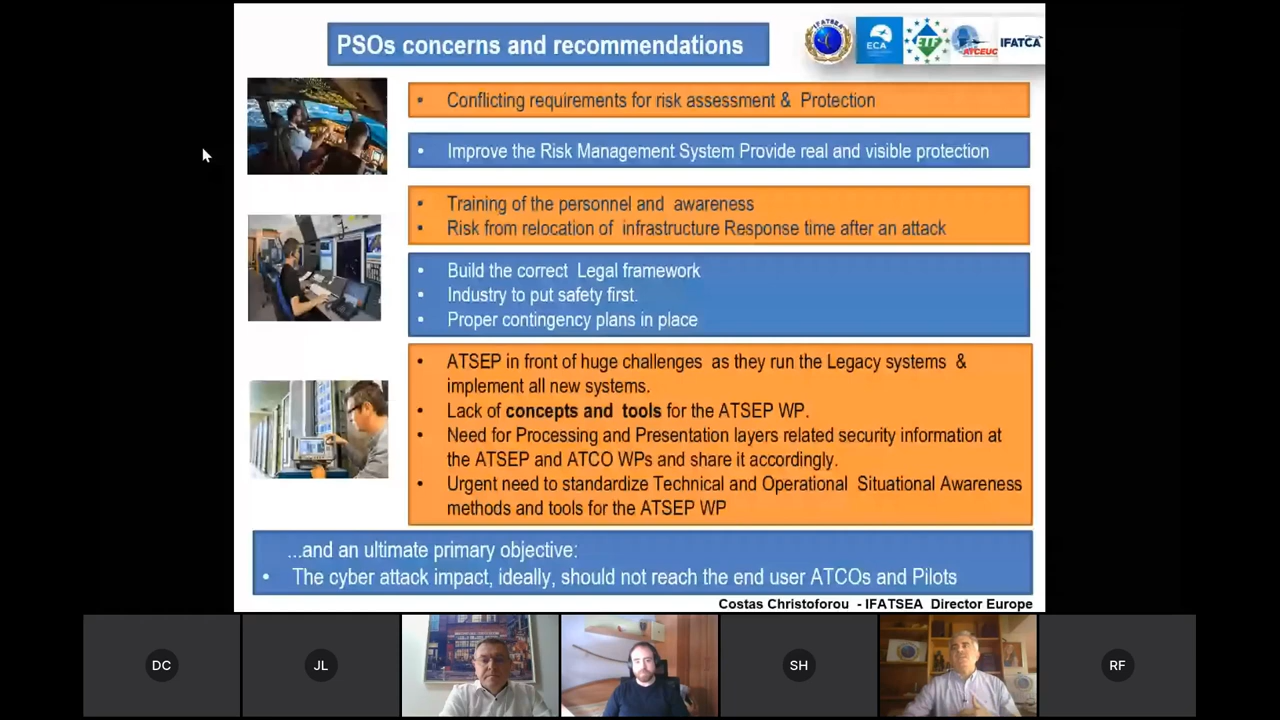 PSOs concerns and recommendations
IFATSEA
ECA
ETF
ATCEUC
IFATCA
• Conflicting requirements for risk assessment & Protection
• Improve the Risk Management System Provide real and visible protection
• Training of the personnel and awareness
• Risk from relocation of infrastructure Response time after an attack
• Build the correct Legal framework
• Industry to put safety first.
• Proper contingency plans in place
• ATSEP in front of huge challenges as they run the Legacy systems &
implement all new systems.
• Lack of concepts and tools for the ATSEP WP.
• Need for Processing and Presentation layers related security information at
the ATSEP and ATCO WPs and share it accordingly.
• Urgent need to standardize Technical and Operational Situational Awareness
methods and tools for the ATSEP WP
...and an ultimate primary objective:
• The cyber attack impact, ideally, should not reach the end user ATCOs and Pilots
Costas Christoforou - IFATSEA Director Europe
DC
JL
SH
RF